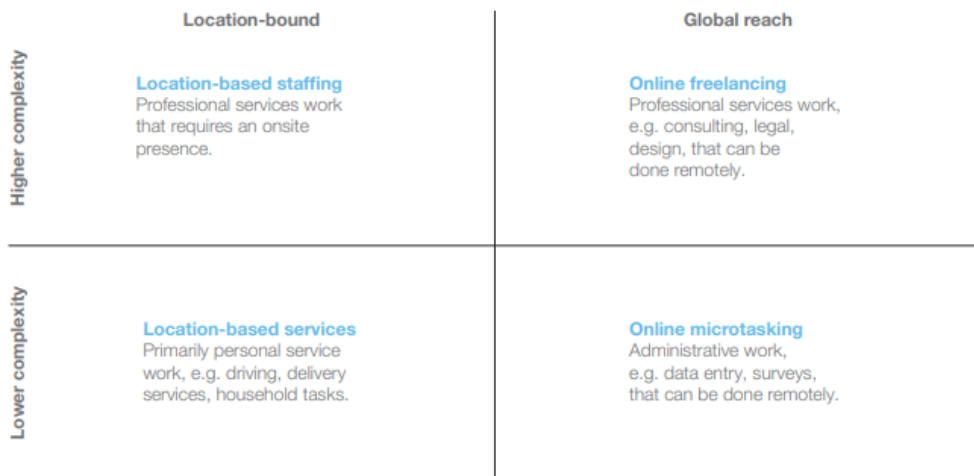 Location-bound
Global reach
Higher complexity
Location-based staffing
Professional services work
that requires an onsite
presence.
Online freelancing
Professional services work,
e.g. consulting, legal,
design, that can be
done remotely.
Lower complexity
Location-based services
Primarily personal service
work, e.g. driving, delivery
services, household tasks.
Online microtasking
Administrative work,
e.g. data entry, surveys,
that can be done remotely.